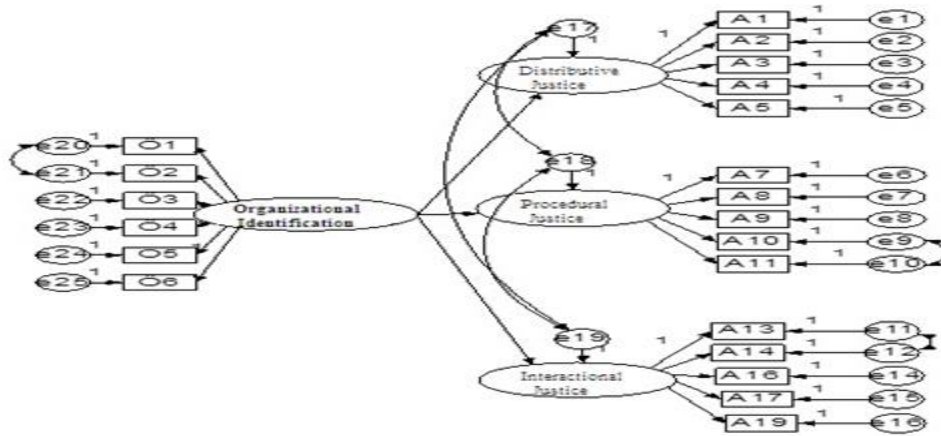 e17
1
Distributive
Justice
1
A1
1
e1
A2
1
e2
A3
1
e3
A4
1
e4
A5
1
e5
e20
1
Ö1
e21
1
Ö2
e22
1
Ö3
e23
1
Ö4
e24
1
Ö5
e25
1
Ö6
Organizational
Identification
e18
1
Procedural
Justice
1
A7
1
e6
A8
1
e7
A9
1
e8
A10
1
e9
A11
1
e10
e19
1
Interactional
Justice
1
A13
1
e11
A14
1
e12
A16
1
e14
A17
1
e15
A19
1
e16